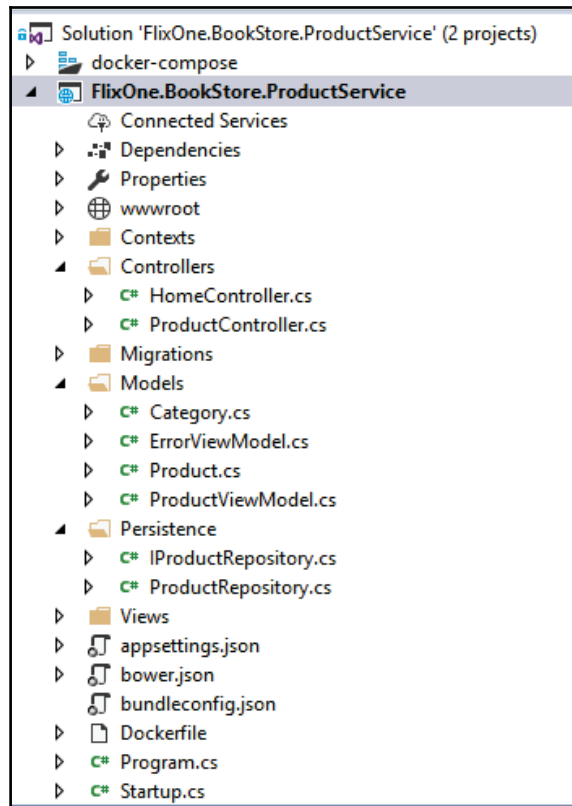 Solution 'FlixOne.BookStore.ProductService' (2 projects)
docker-compose
FlixOne.BookStore.ProductService
Connected Services
Dependencies
Properties
wwwroot
Contexts
Controllers
C# HomeController.cs
C# ProductController.cs
Migrations
Models
C# Category.cs
C# ErrorViewModel.cs
C# Product.cs
C# ProductViewModel.cs
Persistence
C# IProductRepository.cs
C# ProductRepository.cs
Views
appsettings.json
bower.json
bundleconfig.json
Dockerfile
C# Program.cs
C# Startup.cs